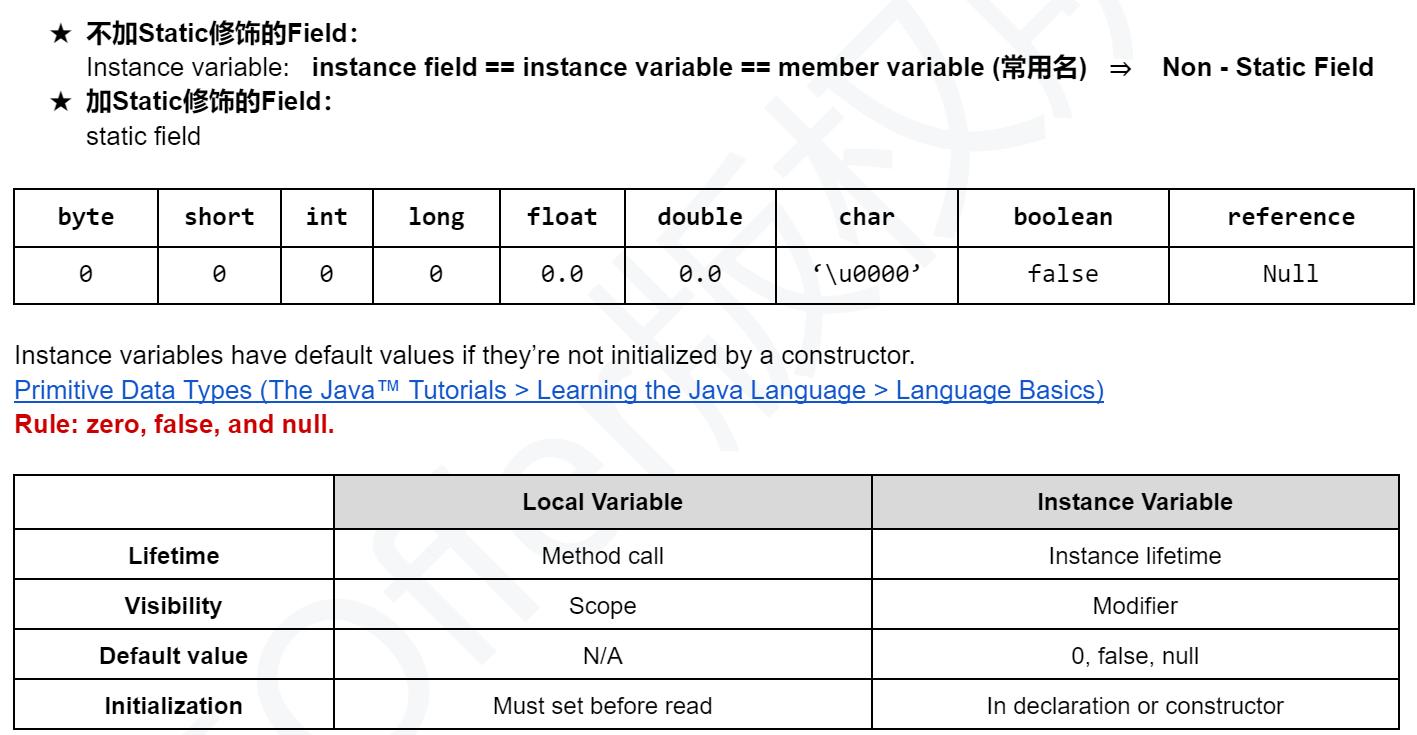 ★ 不加Static修饰的Field：
Instance variable: instance field == instance variable == member variable (常用名) ⇒ Non - Static Field
★ 加Static修饰的Field：
static field
byte short int long float double char boolean reference
0 0 0 0 0.0 0.0 ‘\u0000’ false Null
Instance variables have default values if they’re not initialized by a constructor.
Primitive Data Types (The Java™ Tutorials > Learning the Java Language > Language Basics)
Rule: zero, false, and null.
Local Variable Instance Variable
Lifetime Method call Instance lifetime
Visibility Scope Modifier
Default value N/A 0, false, null
Initialization Must set before read In declaration or constructor